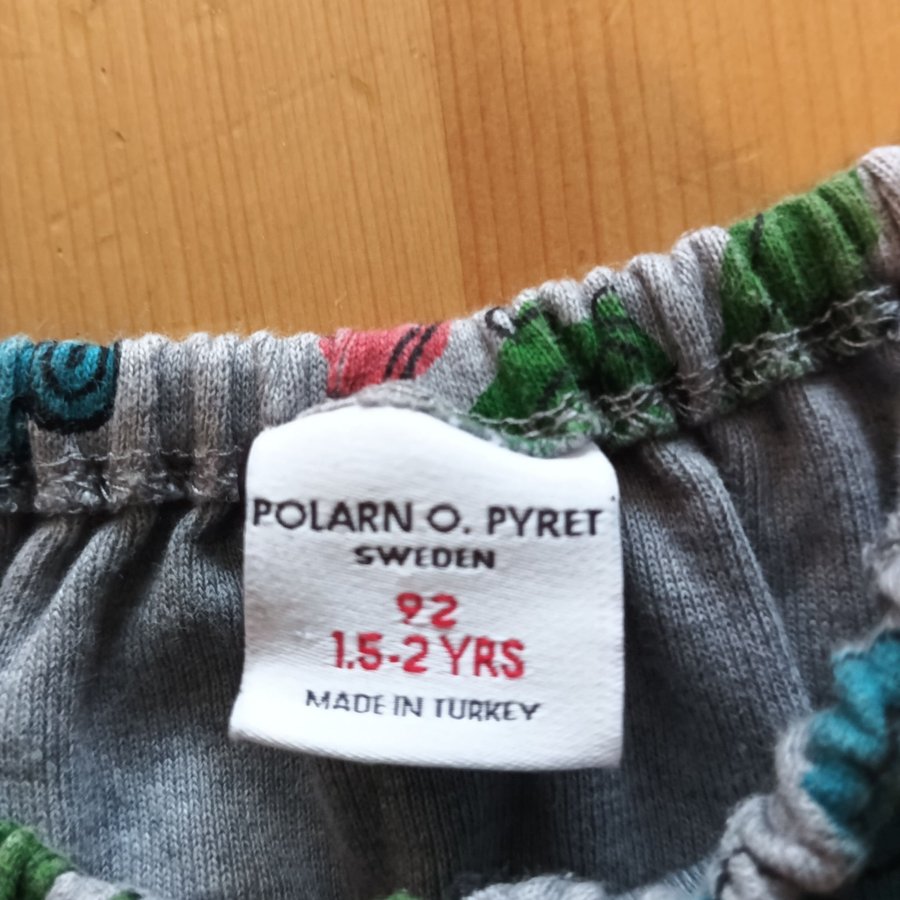 POLARN O. PYRET
SWEDEN
92
1.5-2 YRS
MADE IN TURKEY